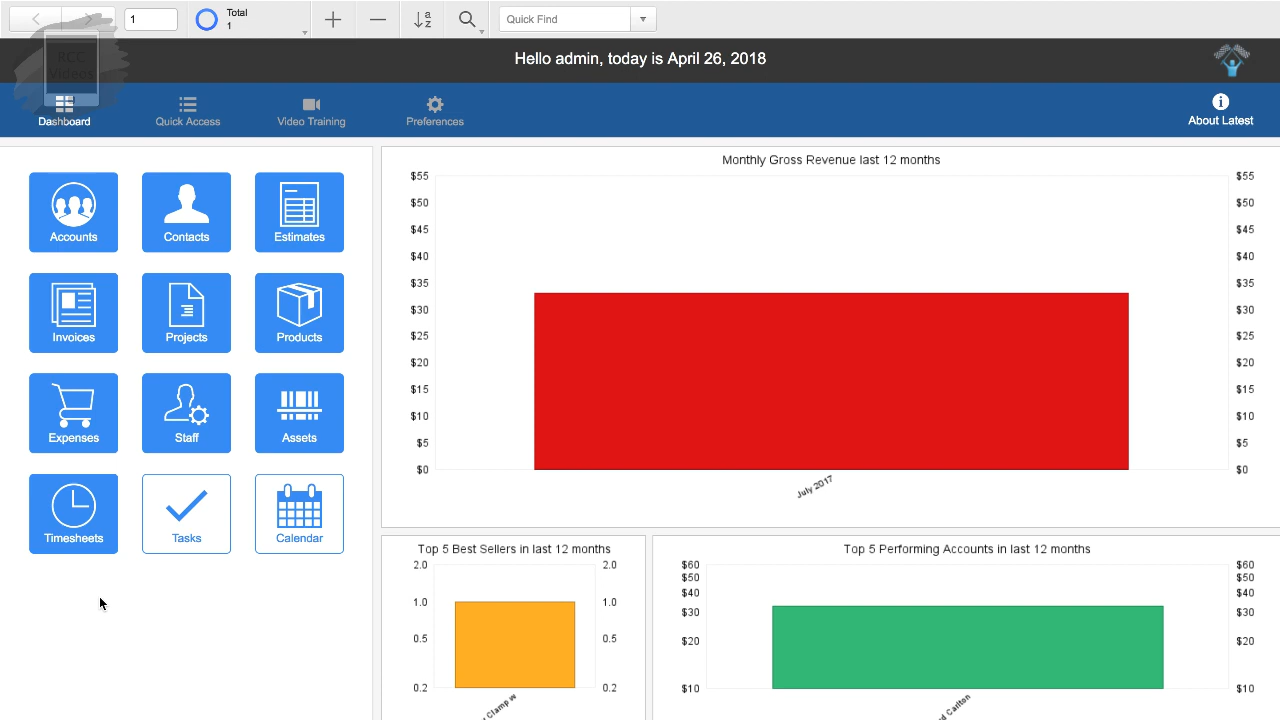 1
Total
1
Quick Find
Hello admin, today is April 26, 2018
RCC
Videos
Dashboard
Quick Access
Video Training
Preferences
About Latest
Accounts
Contacts
Estimates
Invoices
Projects
Products
Expenses
Staff
Assets
Timesheets
Tasks
Calendar
Monthly Gross Revenue last 12 months
$55 $55
$50 $50
$45 $45
$40 $40
$35 $35
$30 $30
$25 $25
$20 $20
$15 $15
$10 $10
$5 $5
$0 $0
July 2017
Top 5 Best Sellers in last 12 months
2.0 2.0
1.0 1.0
0.5 0.5
0.2 0.2
Clamp w
Top 5 Performing Accounts in last 12 months
$60 $60
$50 $50
$40 $40
$30 $30
$20 $20
$10 $10
Carlton